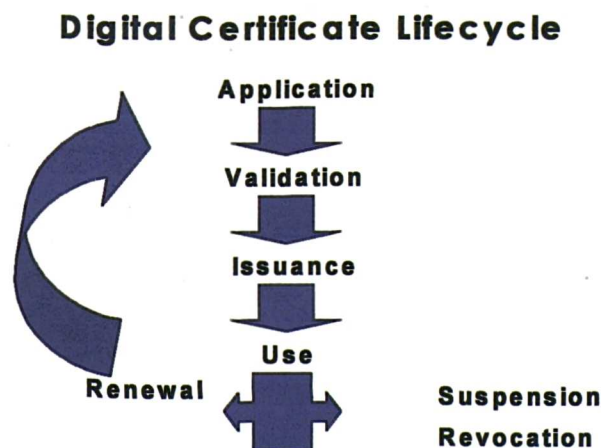 Digital Certificate Lifecycle
Application
Validation
Issuance
Use
Renewal
Suspension
Revocation